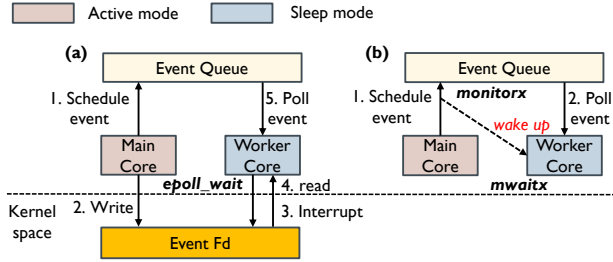 Active mode
Sleep mode
(a)
Event Queue
1. Schedule
event
5. Poll
event
Main
Core
Worker
Core
epoll_wait
4. read
2. Write
3. Interrupt
Kernel
space
Event Fd
(b)
Event Queue
monitorx
1. Schedule
event
2. Poll
event
wake up
Main
Core
Worker
Core
mwaitx